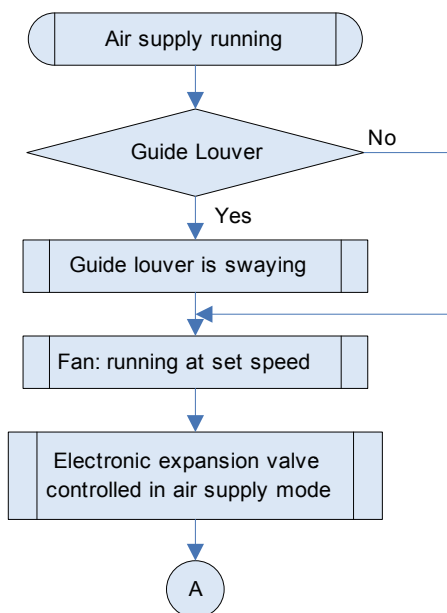 Air supply running
Guide Louver
No
Yes
Guide louver is swaying
Fan: running at set speed
Electronic expansion valve
controlled in air supply mode
A